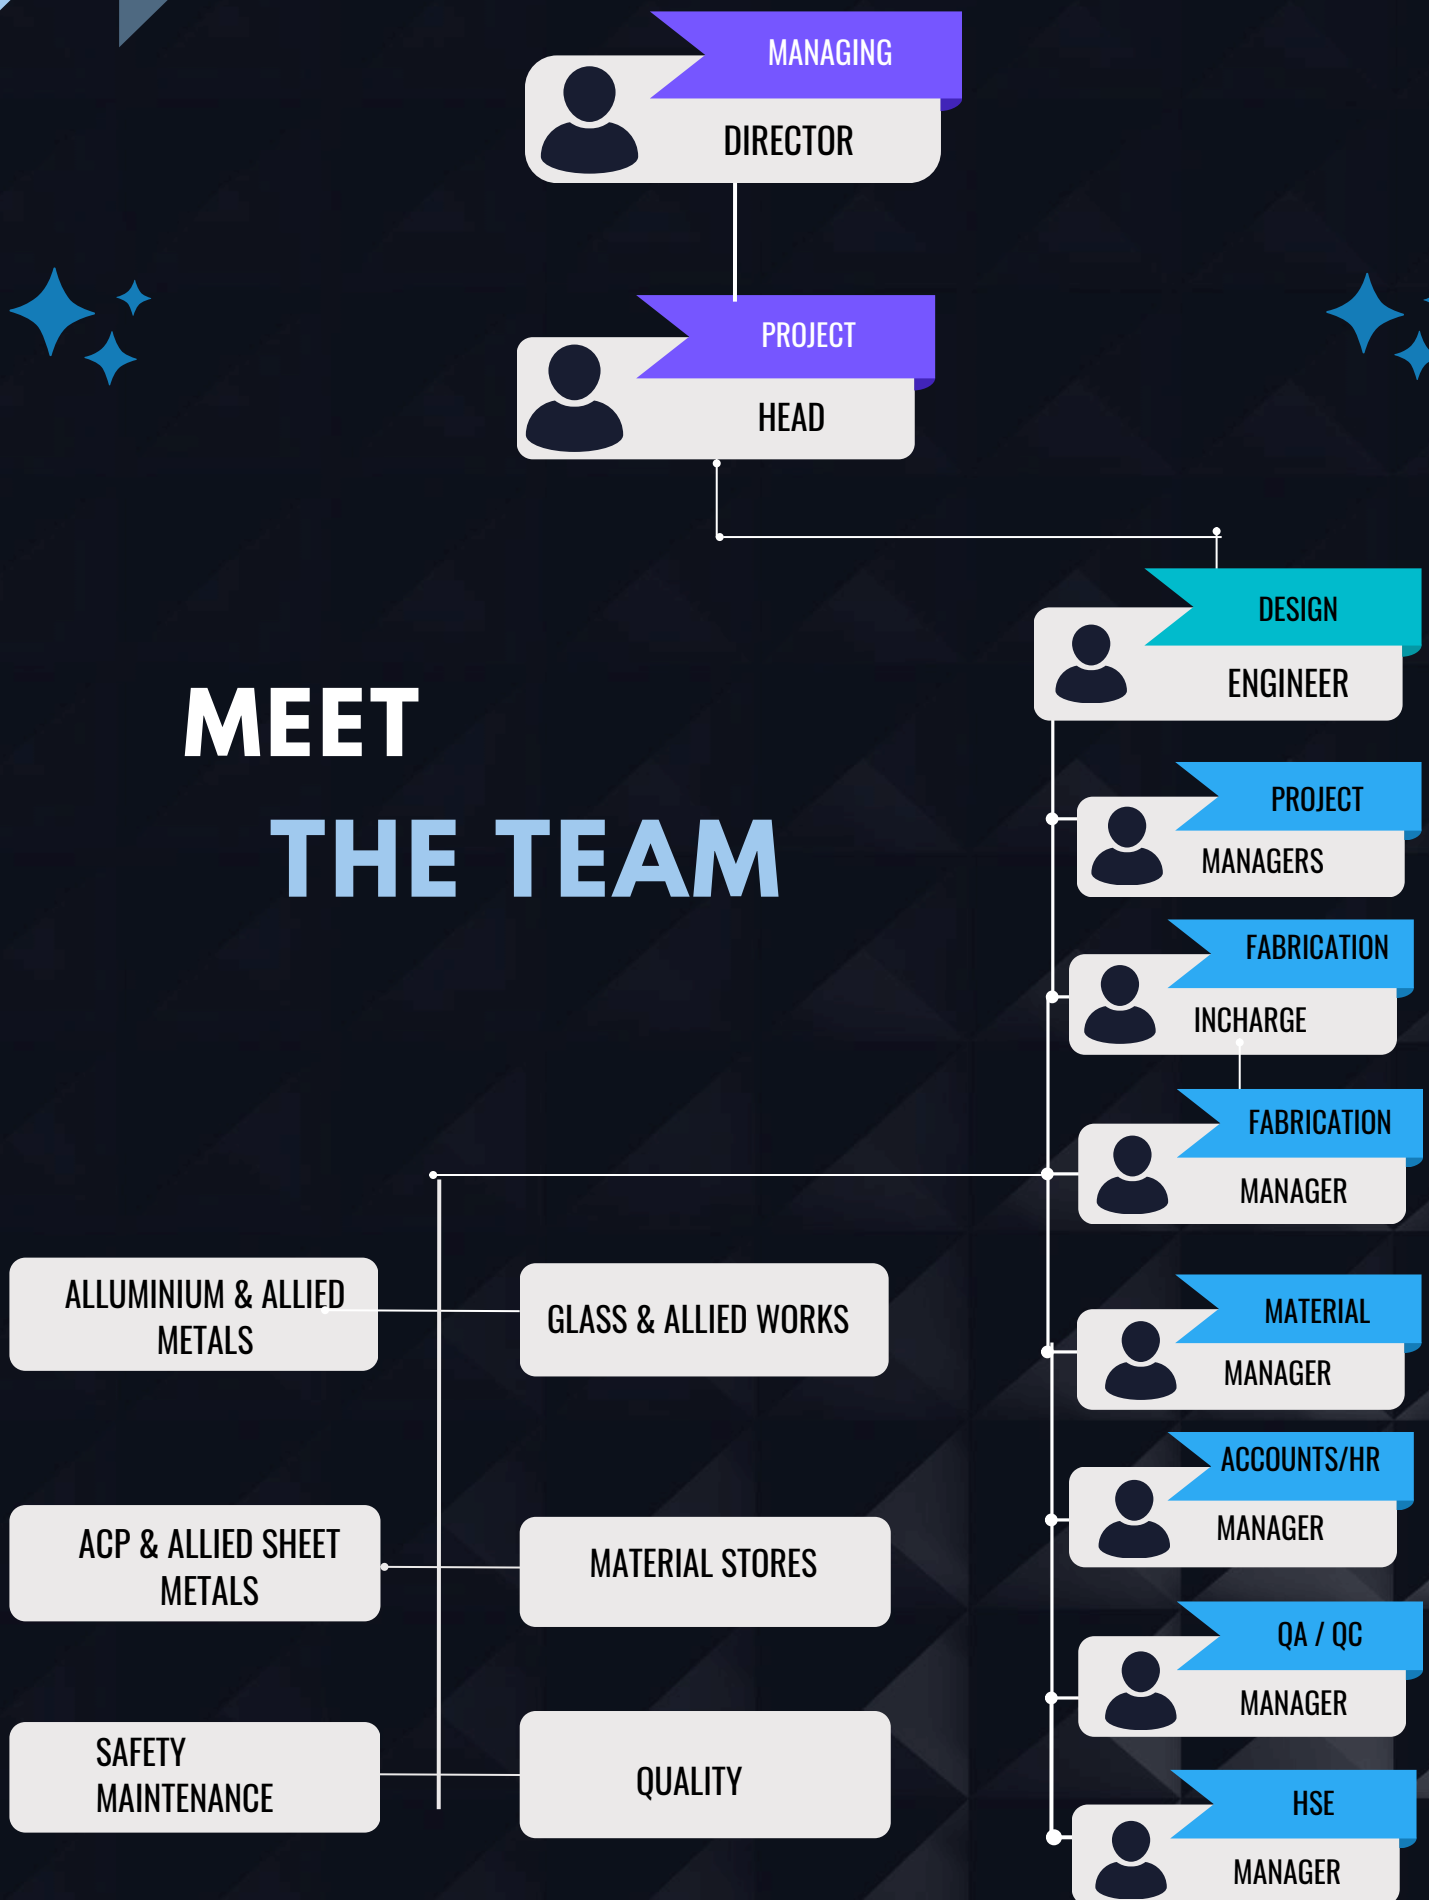 MANAGING
DIRECTOR
PROJECT
HEAD
DESIGN
ENGINEER
MEET
THE TEAM
PROJECT
MANAGERS
FABRICATION
INCHARGE
FABRICATION
MANAGER
ALLUMINIUM & ALLIED
METALS
GLASS & ALLIED WORKS
MATERIAL
MANAGER
ACCOUNTS/HR
MANAGER
ACP & ALLIED SHEET
METALS
MATERIAL STORES
QA / QC
MANAGER
SAFETY
MAINTENANCE
QUALITY
HSE
MANAGER